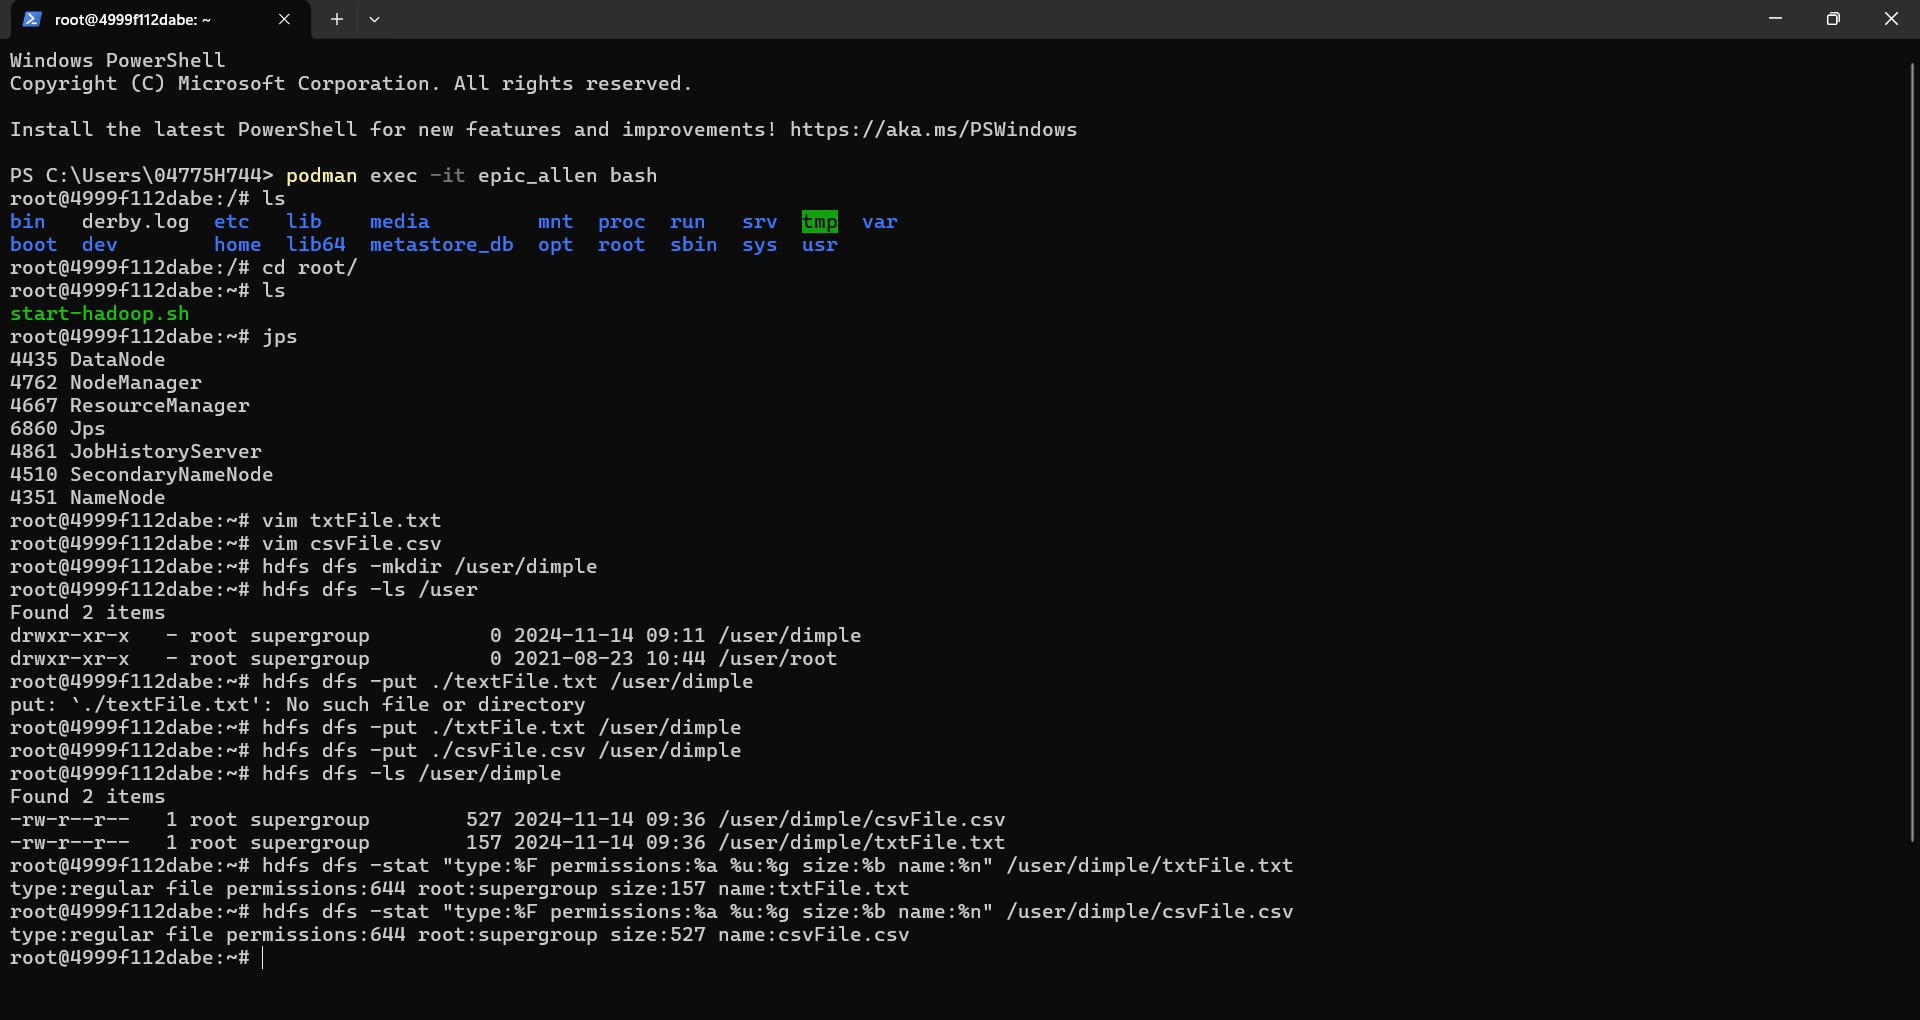 root@4999f112dabe: ~
Windows PowerShell
Copyright (C) Microsoft Corporation. All rights reserved.
Install the latest PowerShell for new features and improvements! https://aka.ms/PSWindows
PS C:\Users\04775H744> podman exec -it epic_allen bash
root@4999f112dabe:/# ls
bin   derby.log  etc   lib    media         mnt  proc  run   srv  tmp  var
boot  dev        home  lib64  metastore_db  opt  root  sbin  sys  usr
root@4999f112dabe:/# cd root/
root@4999f112dabe:~# ls
start-hadoop.sh
root@4999f112dabe:~# jps
4435 DataNode
4762 NodeManager
4667 ResourceManager
6860 Jps
4861 JobHistoryServer
4510 SecondaryNameNode
4351 NameNode
root@4999f112dabe:~# vim txtFile.txt
root@4999f112dabe:~# vim csvFile.csv
root@4999f112dabe:~# hdfs dfs -mkdir /user/dimple
root@4999f112dabe:~# hdfs dfs -ls /user
Found 2 items
drwxr-xr-x   - root supergroup          0 2024-11-14 09:11 /user/dimple
drwxr-xr-x   - root supergroup          0 2021-08-23 10:44 /user/root
root@4999f112dabe:~# hdfs dfs -put ./textFile.txt /user/dimple
put: `./textFile.txt': No such file or directory
root@4999f112dabe:~# hdfs dfs -put ./txtFile.txt /user/dimple
root@4999f112dabe:~# hdfs dfs -put ./csvFile.csv /user/dimple
root@4999f112dabe:~# hdfs dfs -ls /user/dimple
Found 2 items
-rw-r--r--   1 root supergroup        527 2024-11-14 09:36 /user/dimple/csvFile.csv
-rw-r--r--   1 root supergroup        157 2024-11-14 09:36 /user/dimple/txtFile.txt
root@4999f112dabe:~# hdfs dfs -stat "type:%F permissions:%a %u:%g size:%b name:%n" /user/dimple/txtFile.txt
type:regular file permissions:644 root:supergroup size:157 name:txtFile.txt
root@4999f112dabe:~# hdfs dfs -stat "type:%F permissions:%a %u:%g size:%b name:%n" /user/dimple/csvFile.csv
type:regular file permissions:644 root:supergroup size:527 name:csvFile.csv
root@4999f112dabe:~#